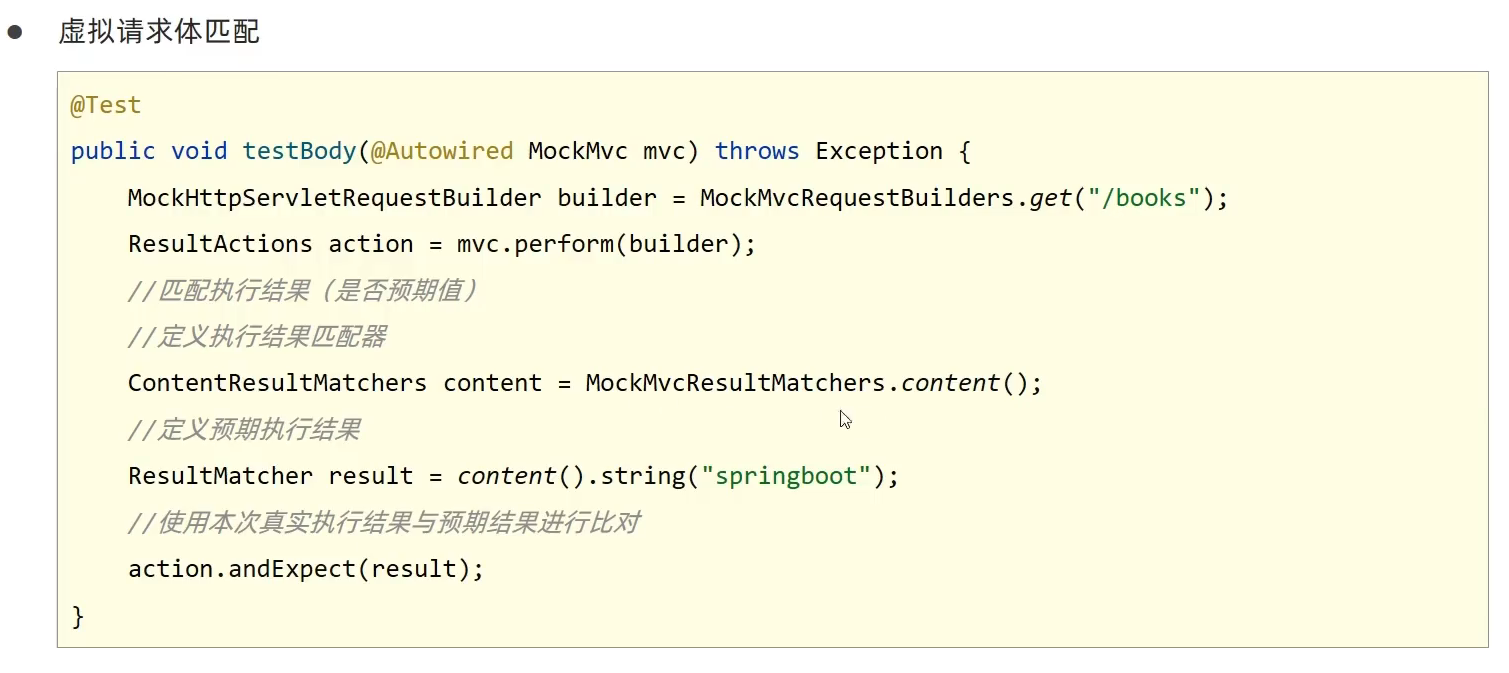 虚拟请求体匹配
@Test
public void testBody(@Autowired MockMvc mvc) throws Exception {
    MockHttpServletRequestBuilder builder = MockMvcRequestBuilders.get("/books");
    ResultActions action = mvc.perform(builder);
    //匹配执行结果（是否预期值）
    //定义执行结果匹配器
    ContentResultMatchers content = MockMvcResultMatchers.content();
    //定义预期执行结果
    ResultMatcher result = content().string("springboot");
    //使用本次真实执行结果与预期结果进行比对
    action.andExpect(result);
}